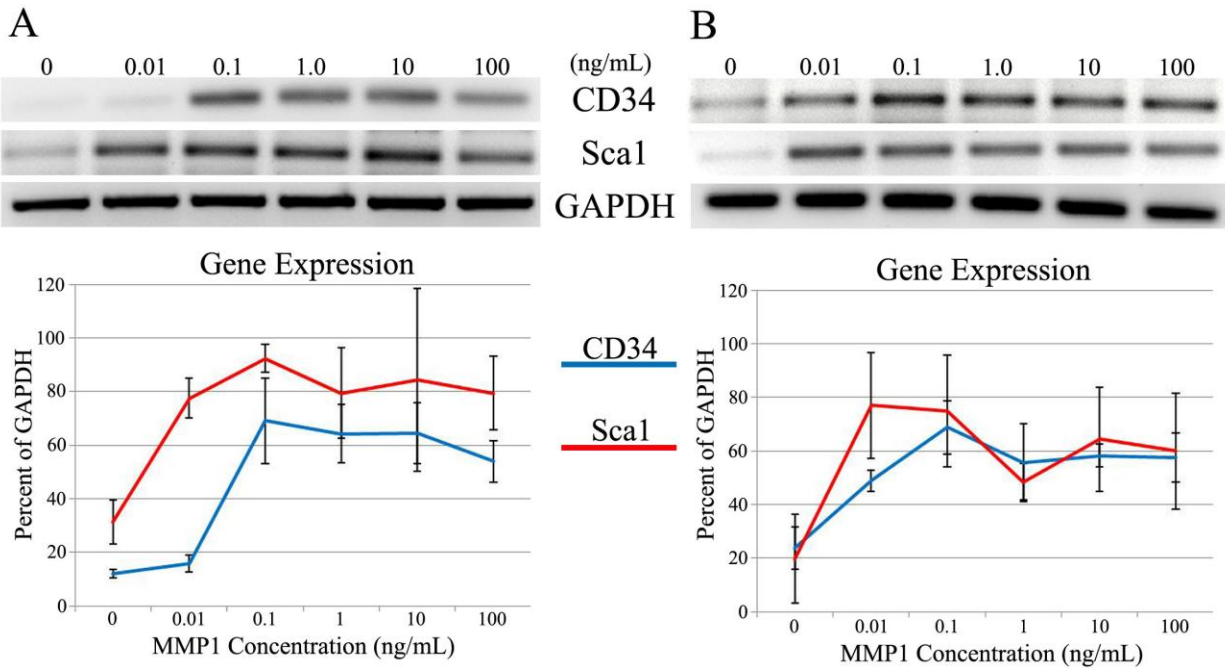 A
B
0 0.01 0.1 1.0 10 100 (ng/mL) 0 0.01 0.1 1.0 10 100
CD34
Sca1
GAPDH
Gene Expression
120
100
80
60
40
20
0
Percent of GAPDH
0 0.01 0.1 1 10 100
MMP1 Concentration (ng/mL)
CD34
Sca1
Gene Expression
120
100
80
60
40
20
0
Percent of GAPDH
0 0.01 0.1 1 10 100
MMP1 Concentration (ng/mL)